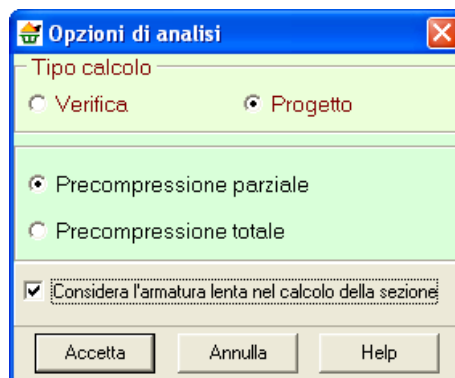 Opzioni di analisi
Tipo calcolo
Verifica Progetto
Precompressione parziale
Precompressione totale
Considera l'armatura lenta nel calcolo della sezione
Accetta Annulla Help